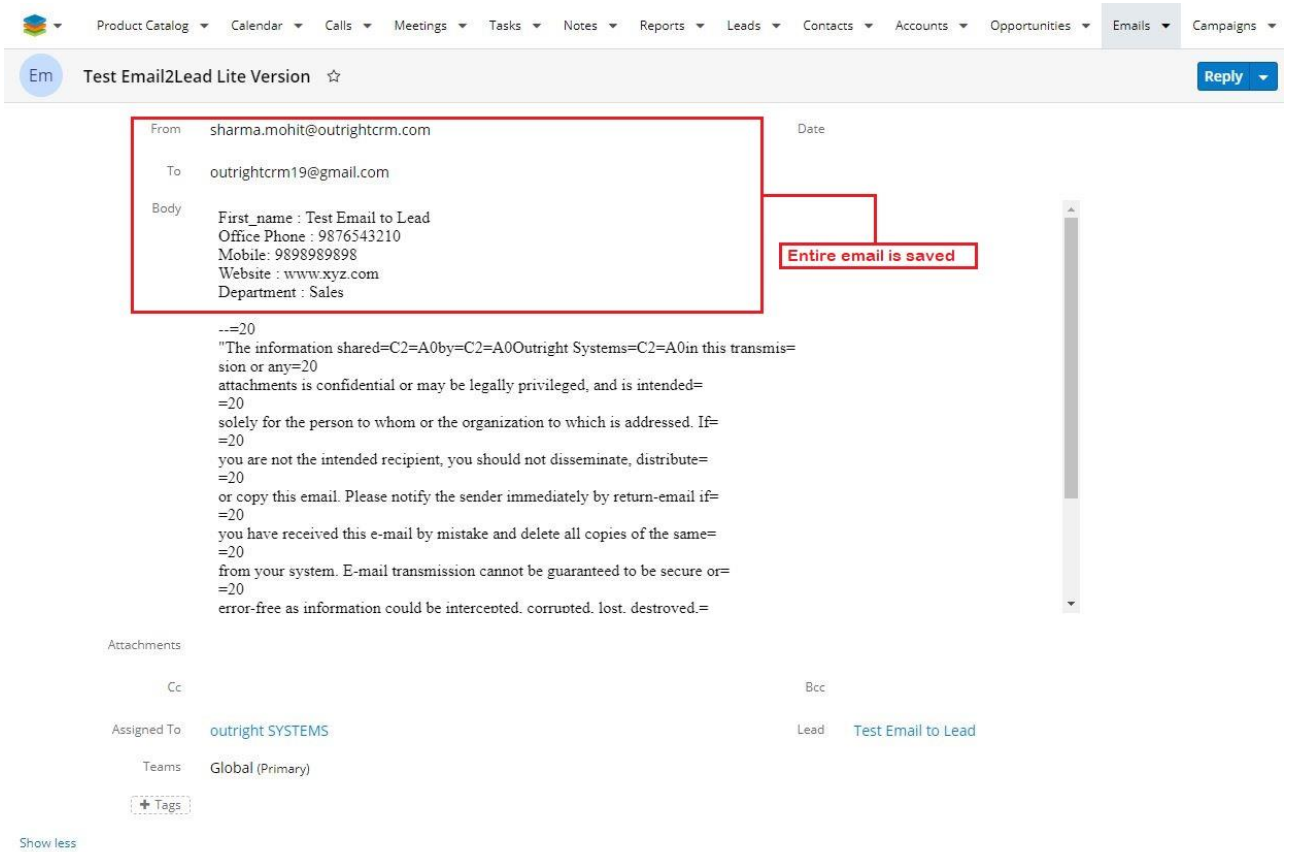 Product Catalog Calendar Calls Meetings Tasks Notes Reports Leads Contacts Accounts Opportunities Emails Campaigns
Em Test Email2Lead Lite Version Reply
From sharma.mohit@outrightcrm.com Date
To outrightcrm19@gmail.com
Body
First_name : Test Email to Lead
Office Phone : 9876543210
Mobile: 9898989898
Entire email is saved
Website : www.xyz.com
Department : Sales
--=20
"The information shared=C2=A0by=C2=A0Outright Systems=C2=A0in this transmis=
sion or any=20
attachments is confidential or may be legally privileged, and is intended=
=20
solely for the person to whom or the organization to which is addressed. If=
=20
you are not the intended recipient, you should not disseminate, distribute=
=20
or copy this email. Please notify the sender immediately by return-email if=
=20
you have received this e-mail by mistake and delete all copies of the same=
=20
from your system. E-mail transmission cannot be guaranteed to be secure or=
=20
error-free as information could be intercepted, corrupted, lost, destroyed,=
Attachments
Cc Bcc
Assigned To outright SYSTEMS Lead Test Email to Lead
Teams Global (Primary)
+ Tags
Show less